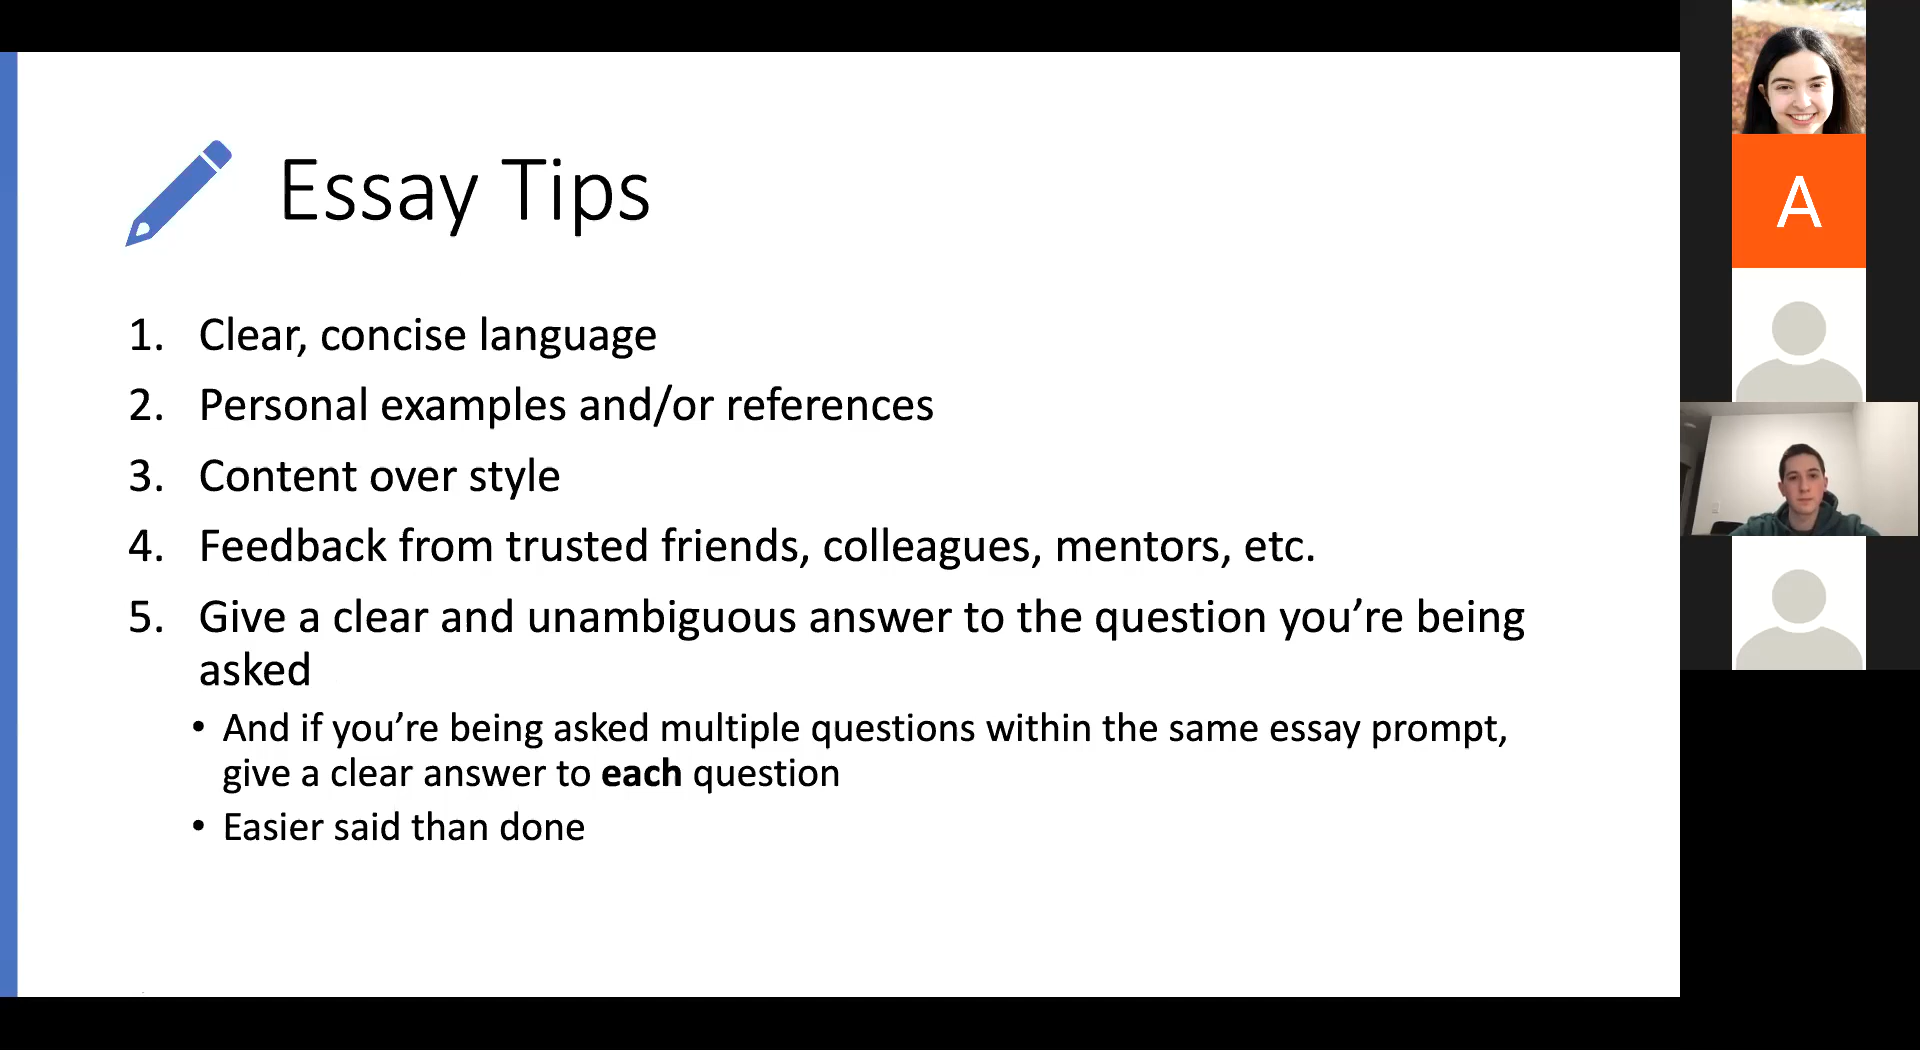 Essay Tips
1. Clear, concise language
2. Personal examples and/or references
3. Content over style
4. Feedback from trusted friends, colleagues, mentors, etc.
5. Give a clear and unambiguous answer to the question you’re being
asked
• And if you’re being asked multiple questions within the same essay prompt,
give a clear answer to each question
• Easier said than done
A